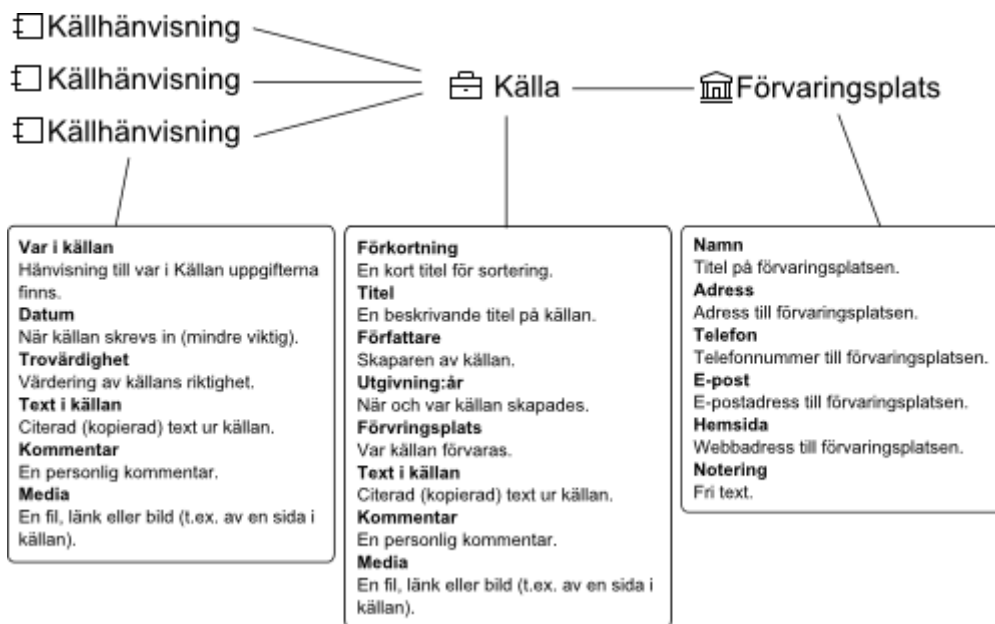 Källhänvisning
Källhänvisning
Källhänvisning
Källa
Förvaringsplats
Var i källan
Hänvisning till var i Källan uppgifterna
finns.
Datum
När källan skrevs in (mindre viktig).
Trovärdighet
Värdering av källans riktighet.
Text i källan
Citerad (kopierad) text ur källan.
Kommentar
En personlig kommentar.
Media
En fil, länk eller bild (t.ex. av en sida i
källan).
Förkortning
En kort titel för sortering.
Titel
En beskrivande titel på källan.
Författare
Skaparen av källan.
Utgivning:år
När och var källan skapades.
Förvringsplats
Var källan förvaras.
Text i källan
Citerad (kopierad) text ur källan.
Kommentar
En personlig kommentar.
Media
En fil, länk eller bild (t.ex. av en sida i
källan).
Namn
Titel på förvaringsplatsen.
Adress
Adress till förvaringsplatsen.
Telefon
Telefonnummer till förvaringsplatsen.
E-post
E-postadress till förvaringsplatsen.
Hemsida
Webbadress till förvaringsplatsen.
Notering
Fri text.